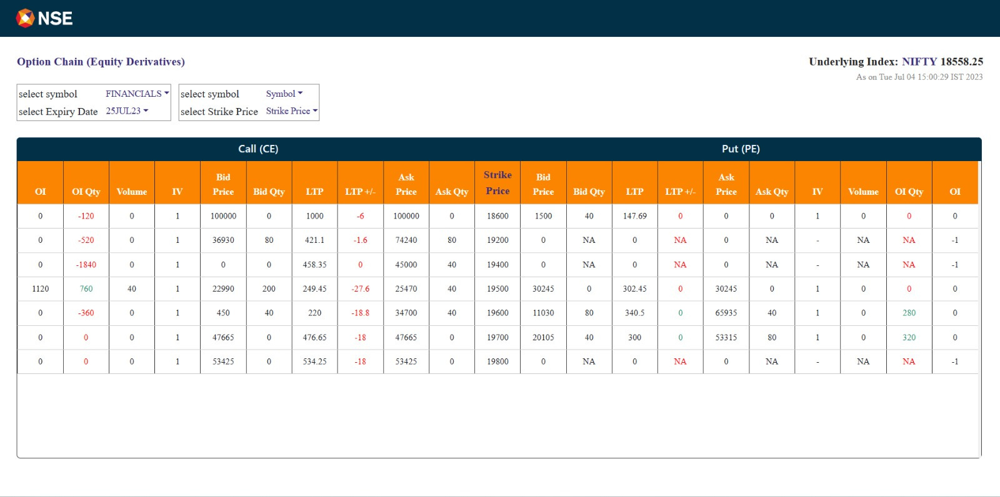 NSE
Option Chain (Equity Derivatives)
Underlying Index: NIFTY 18558.25
As on Tue Jul 04 15:00:29 IST 2023
select symbol FINANCIALS
select Expiry Date 25JUL23
select symbol Symbol
select Strike Price Strike Price
Call (CE) Put (PE)
OI OI Qty Volume IV Bid Price Bid Qty LTP LTP +/- Ask Price Ask Qty Strike Price Bid Price Bid Qty LTP LTP +/- Ask Price Ask Qty IV Volume OI Qty OI
0 -120 0 1 100000 0 1000 -6 100000 0 18600 1500 40 147.69 0 0 0 1 0 0 0
0 -520 0 1 36930 80 421.1 -1.6 74240 80 19200 0 NA 0 NA 0 NA - NA NA -1
0 -1840 0 1 0 0 458.35 0 45000 40 19400 0 NA 0 NA 0 NA - NA NA -1
1120 760 40 1 22990 200 249.45 -27.6 25470 40 19500 30245 0 302.45 0 30245 0 1 0 0 0
0 -360 0 1 450 40 220 -18.8 34700 40 19600 11030 80 340.5 0 65935 40 1 0 280 0
0 0 0 1 47665 0 476.65 -18 47665 0 19700 20105 40 300 0 53315 80 1 0 320 0
0 0 0 1 53425 0 534.25 -18 53425 0 19800 0 NA 0 NA 0 NA - NA NA -1